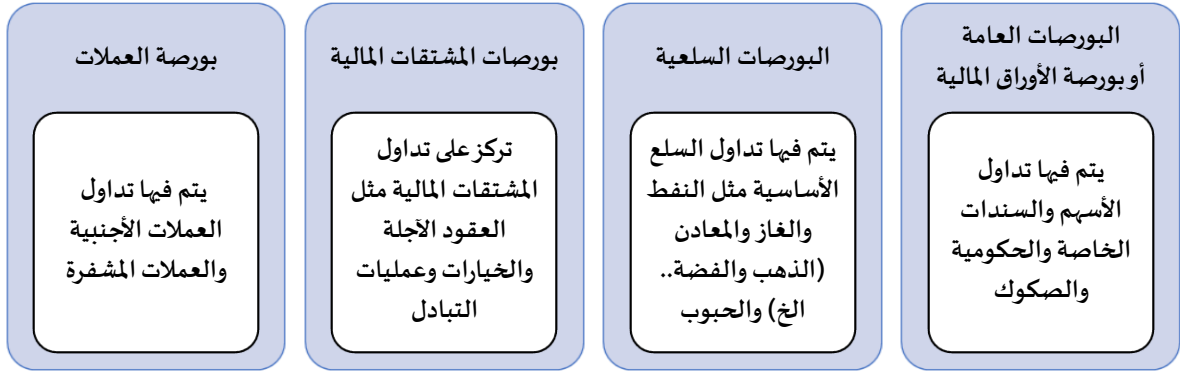 البورصات العامة
أو بورصة الأوراق المالية
يتم فيها تداول
الأسهم والسندات
الخاصة والحكومية
والصكوك
البورصات السلعية
يتم فيها تداول السلع
الأساسية مثل النفط
والغاز والمعادن
(الذهب والفضة..
الخ) والحبوب
بورصات المشتقات المالية
تركز على تداول
المشتقات المالية مثل
العقود الآجلة
والخيارات وعمليات
التبادل
بورصة العملات
يتم فيها تداول
العملات الأجنبية
والعملات المشفرة